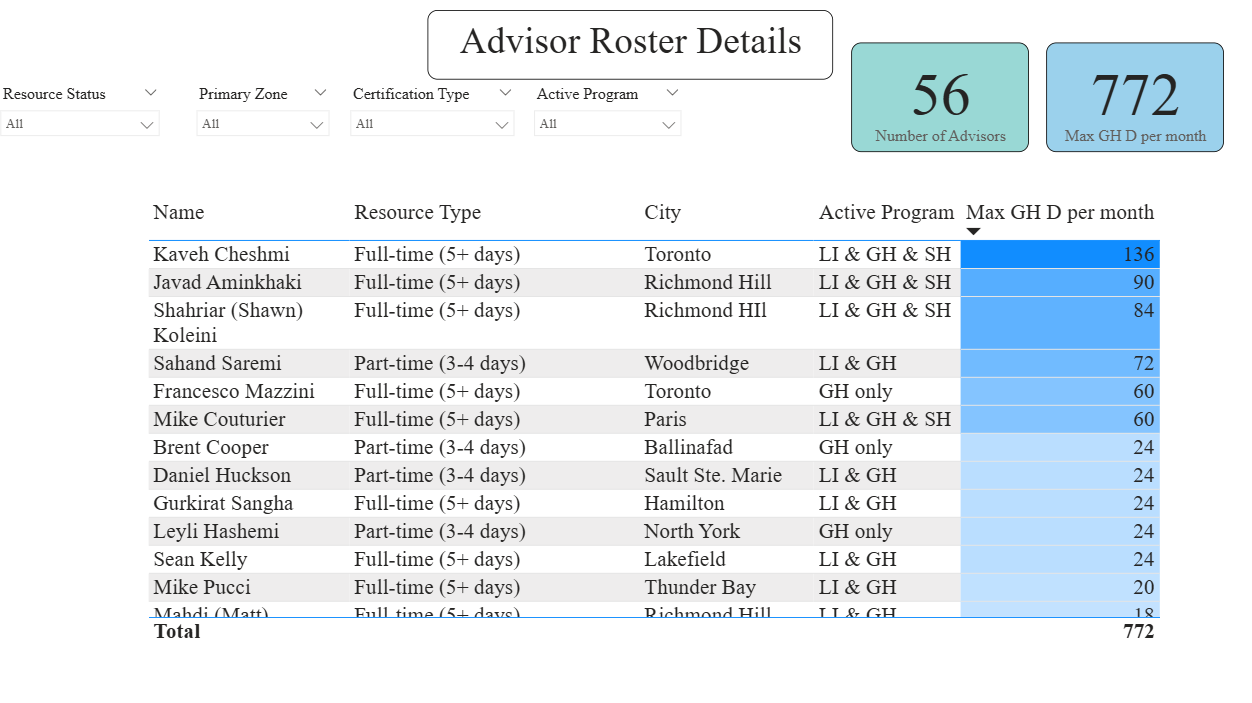 Advisor Roster Details
56
Number of Advisors
772
Max GH D per month
Resource Status
All
Primary Zone
All
Certification Type
All
Active Program
All
Name Resource Type City Active Program Max GH D per month
Kaveh Cheshmi Full-time (5+ days) Toronto LI & GH & SH 136
Javad Aminkhaki Full-time (5+ days) Richmond Hill LI & GH & SH 90
Shahriar (Shawn) Full-time (5+ days) Richmond HIl LI & GH & SH 84
Koleini
Sahand Saremi Part-time (3-4 days) Woodbridge LI & GH 72
Francesco Mazzini Full-time (5+ days) Toronto GH only 60
Mike Couturier Full-time (5+ days) Paris LI & GH & SH 60
Brent Cooper Part-time (3-4 days) Ballinafad GH only 24
Daniel Huckson Part-time (3-4 days) Sault Ste. Marie LI & GH 24
Gurkirat Sangha Full-time (5+ days) Hamilton LI & GH 24
Leyli Hashemi Part-time (3-4 days) North York GH only 24
Sean Kelly Full-time (5+ days) Lakefield LI & GH 24
Mike Pucci Full-time (5+ days) Thunder Bay LI & GH 20
Mahdi (Matt) Full-time (5+ days) Richmond Hill LI & GH 18
Total 772